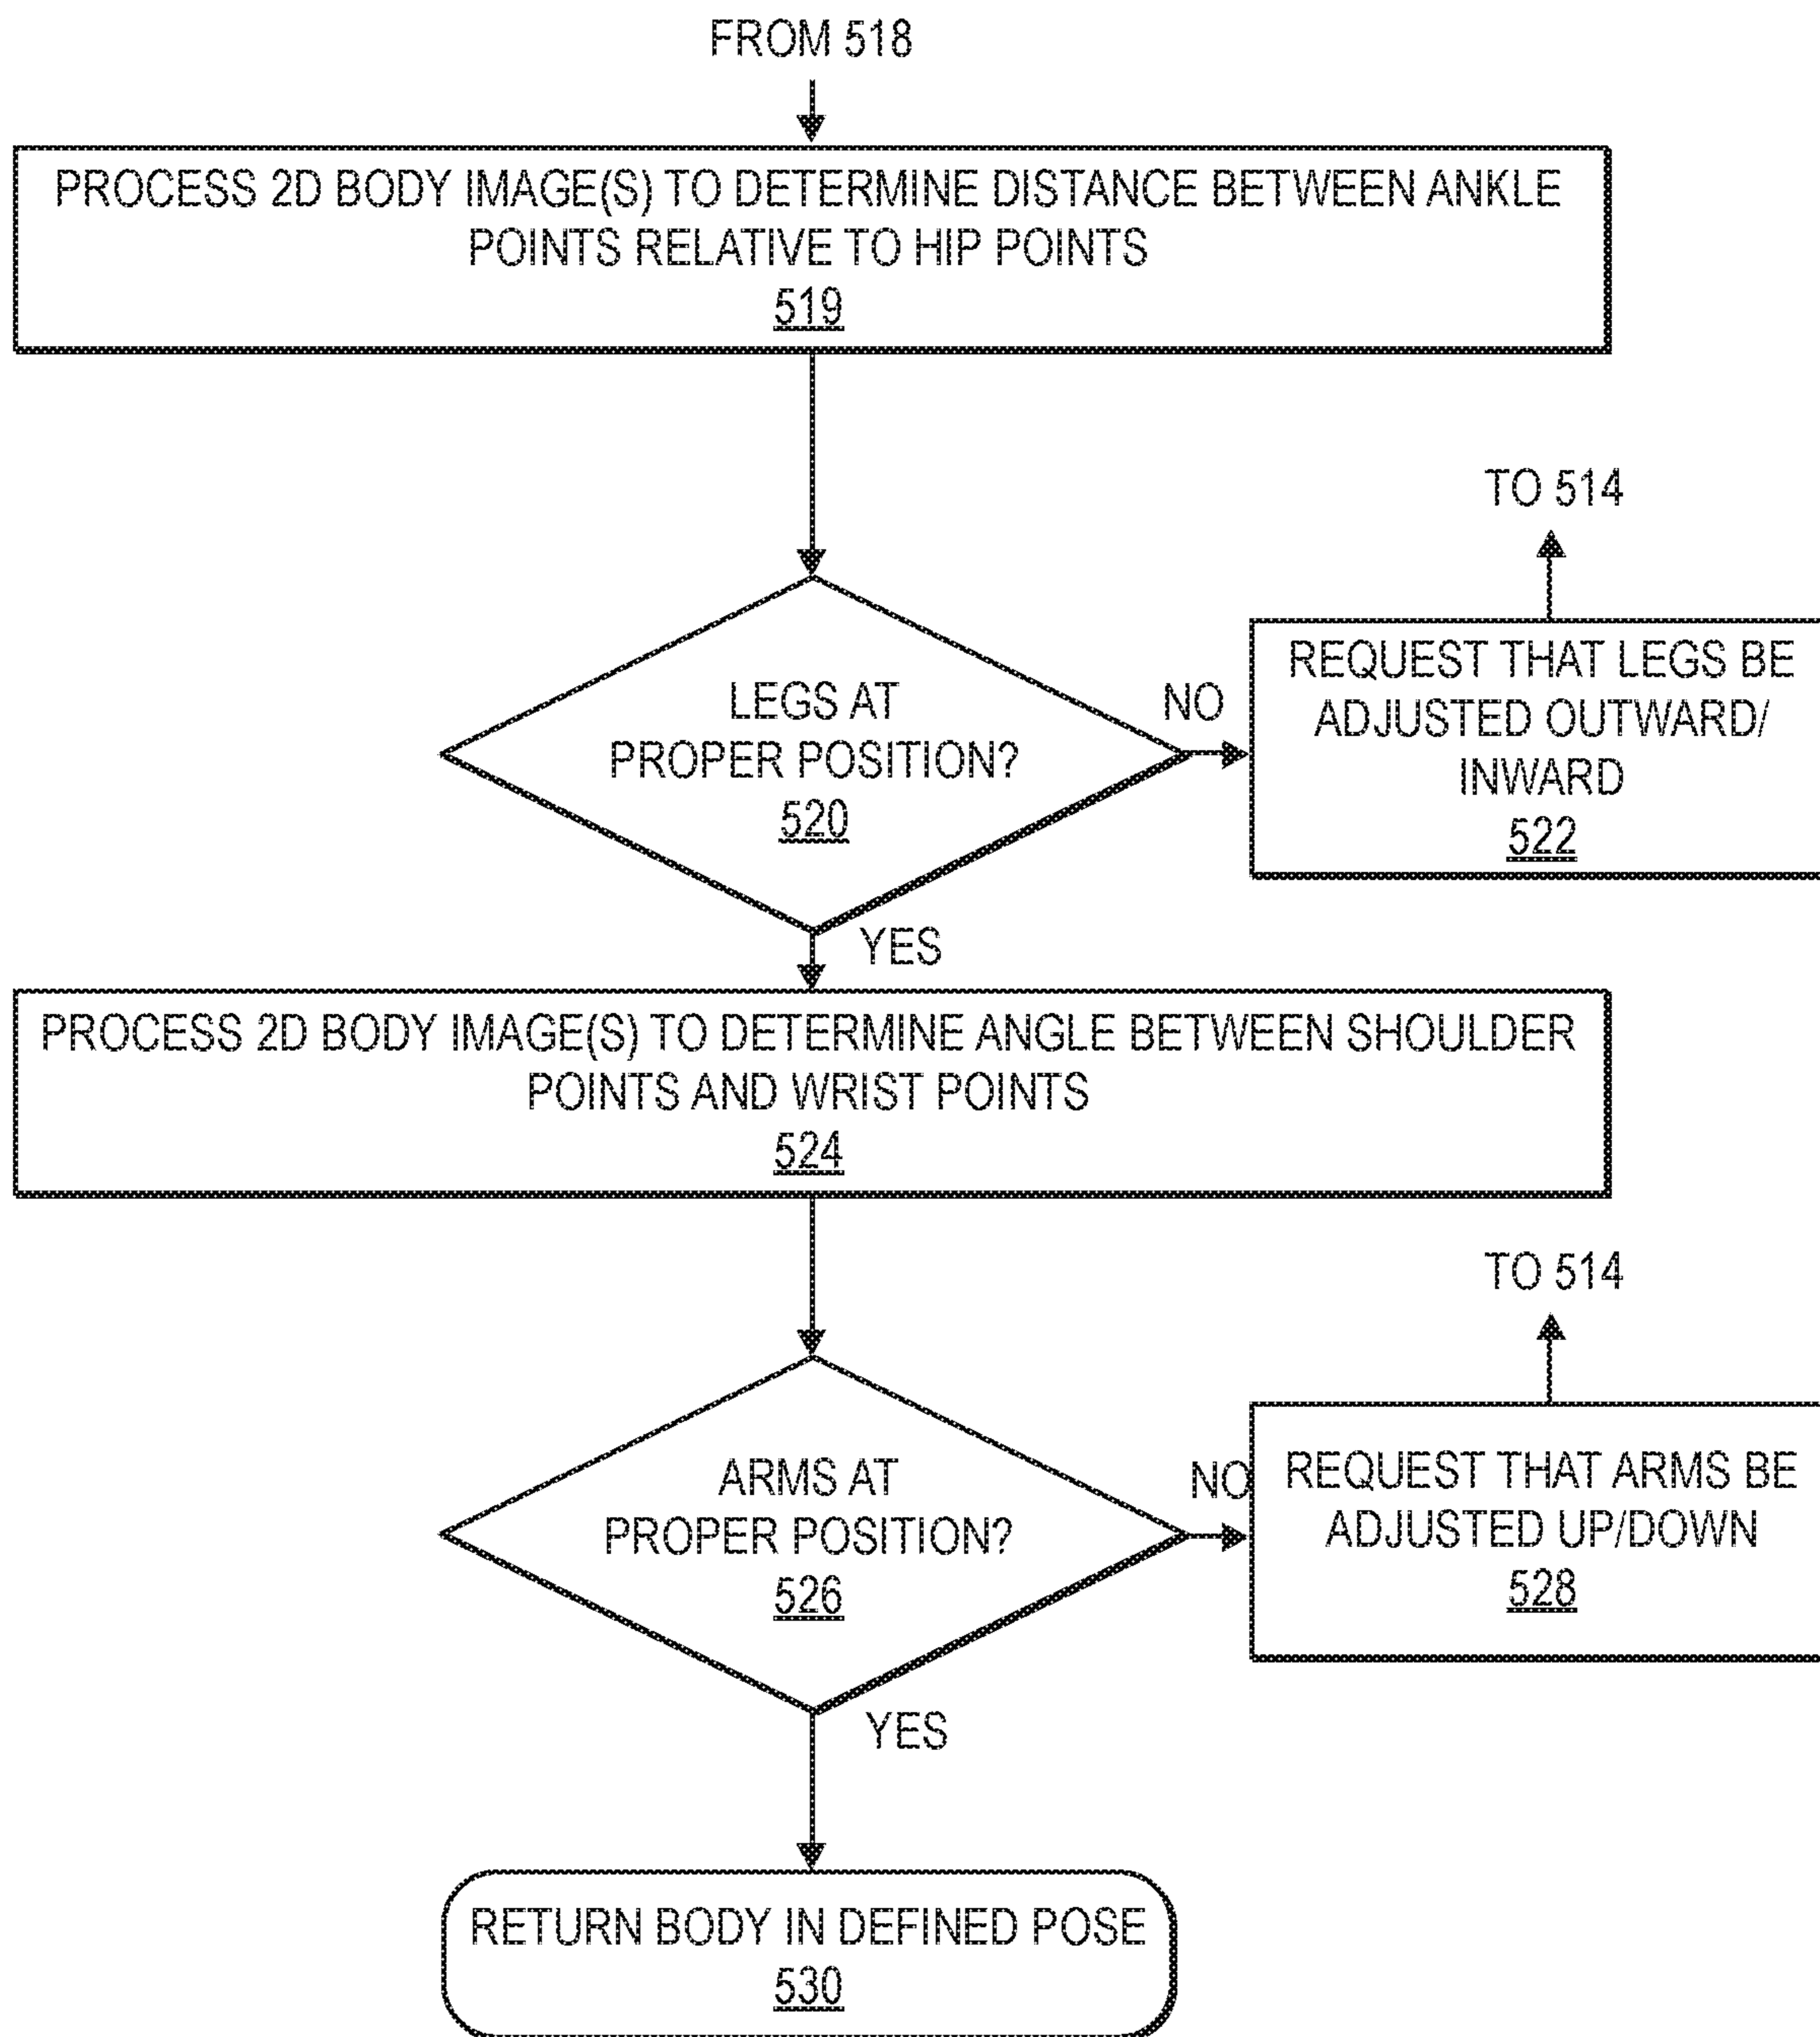 FROM 518
PROCESS 2D BODY IMAGE(S) TO DETERMINE DISTANCE BETWEEN ANKLE
POINTS RELATIVE TO HIP POINTS
519
TO 514
LEGS AT
PROPER POSITION?
520
NO
REQUEST THAT LEGS BE
ADJUSTED OUTWARD/
INWARD
522
YES
PROCESS 2D BODY IMAGE(S) TO DETERMINE ANGLE BETWEEN SHOULDER
POINTS AND WRIST POINTS
524
TO 514
ARMS AT
PROPER POSITION?
526
NO
REQUEST THAT ARMS BE
ADJUSTED UP/DOWN
528
YES
RETURN BODY IN DEFINED POSE
530